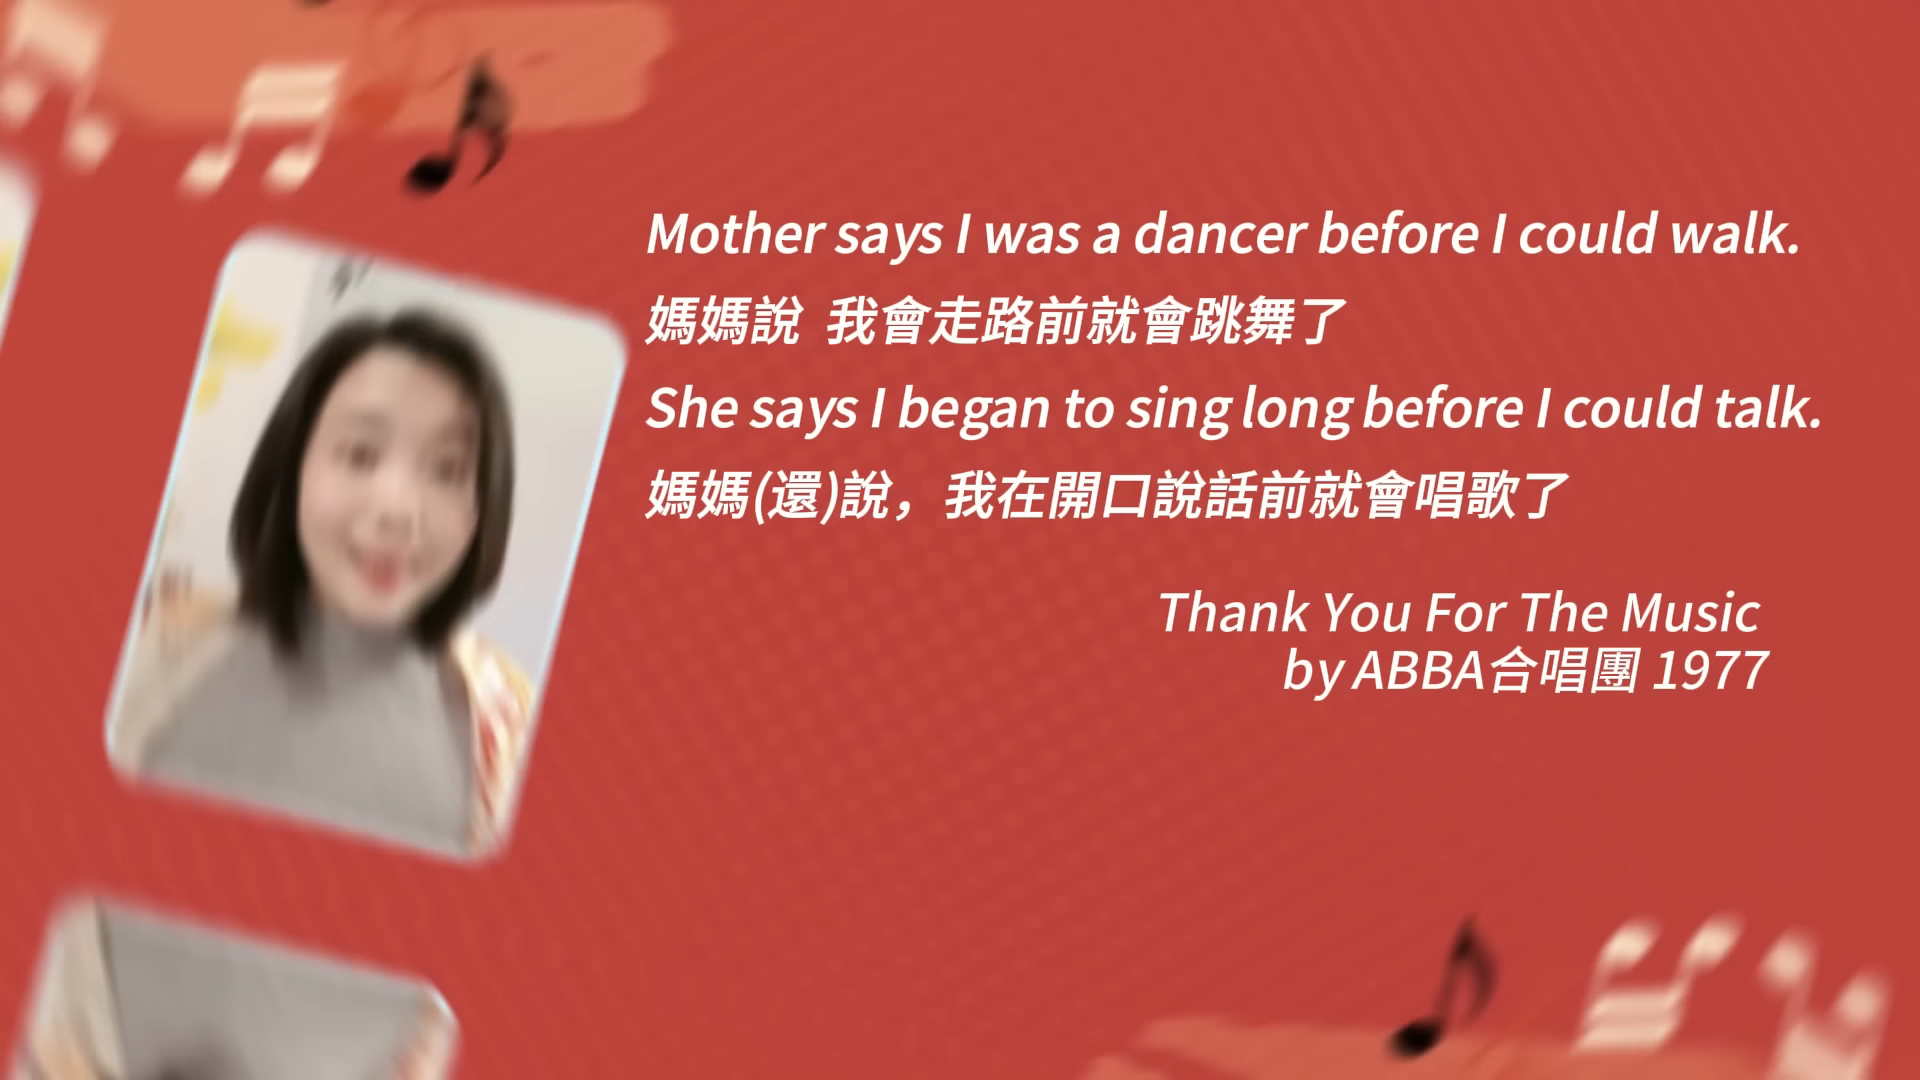 Mother says I was a dancer before I could walk.
媽媽說 我會走路前就會跳舞了
She says I began to sing long before I could talk.
媽媽(還)說，我在開口說話前就會唱歌了
Thank You For The Music
by ABBA合唱團 1977